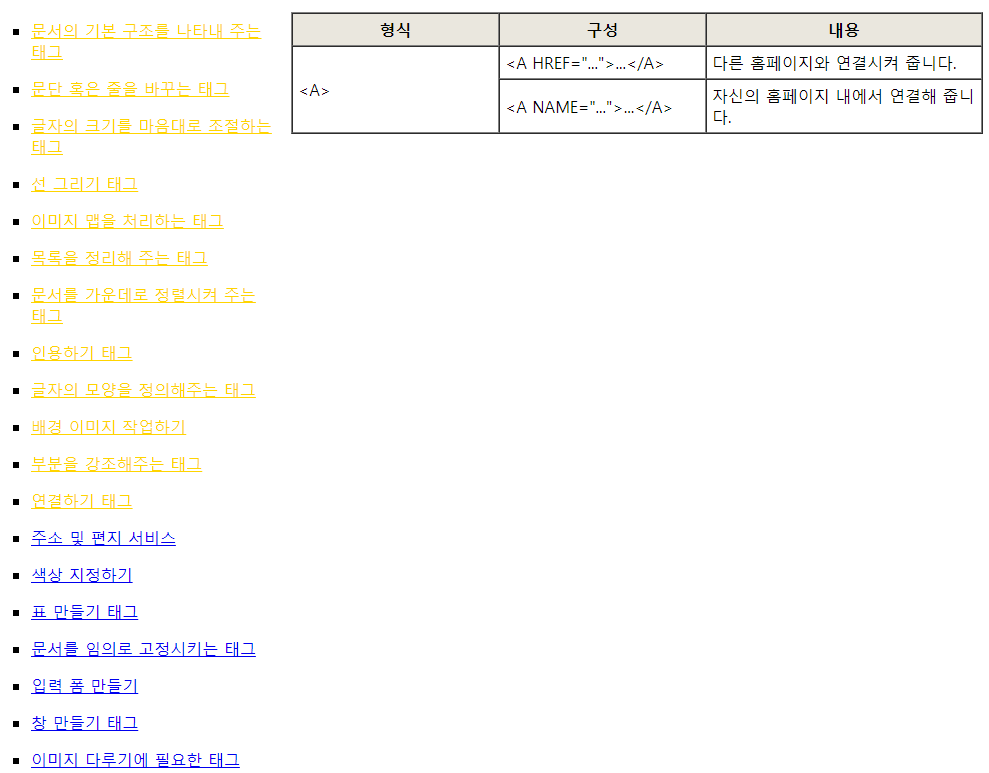 문서의 기본 구조를 나타내 주는
태그
문단 혹은 줄을 바꾸는 태그
글자의 크기를 마음대로 조절하는
태그
선 그리기 태그
이미지 맵을 처리하는 태그
목록을 정리해 주는 태그
문서를 가운데로 정렬시켜 주는
태그
인용하기 태그
글자의 모양을 정의해주는 태그
배경 이미지 작업하기
부분을 강조해주는 태그
연결하기 태그
주소 및 편지 서비스
색상 지정하기
표 만들기 태그
문서를 임의로 고정시키는 태그
입력 폼 만들기
창 만들기 태그
이미지 다루기에 필요한 태그
형식 구성 내용
<A>
<A HREF="...">...</A> 다른 홈페이지와 연결시켜 줍니다.
<A NAME="...">...</A> 자신의 홈페이지 내에서 연결해 줍니
다.